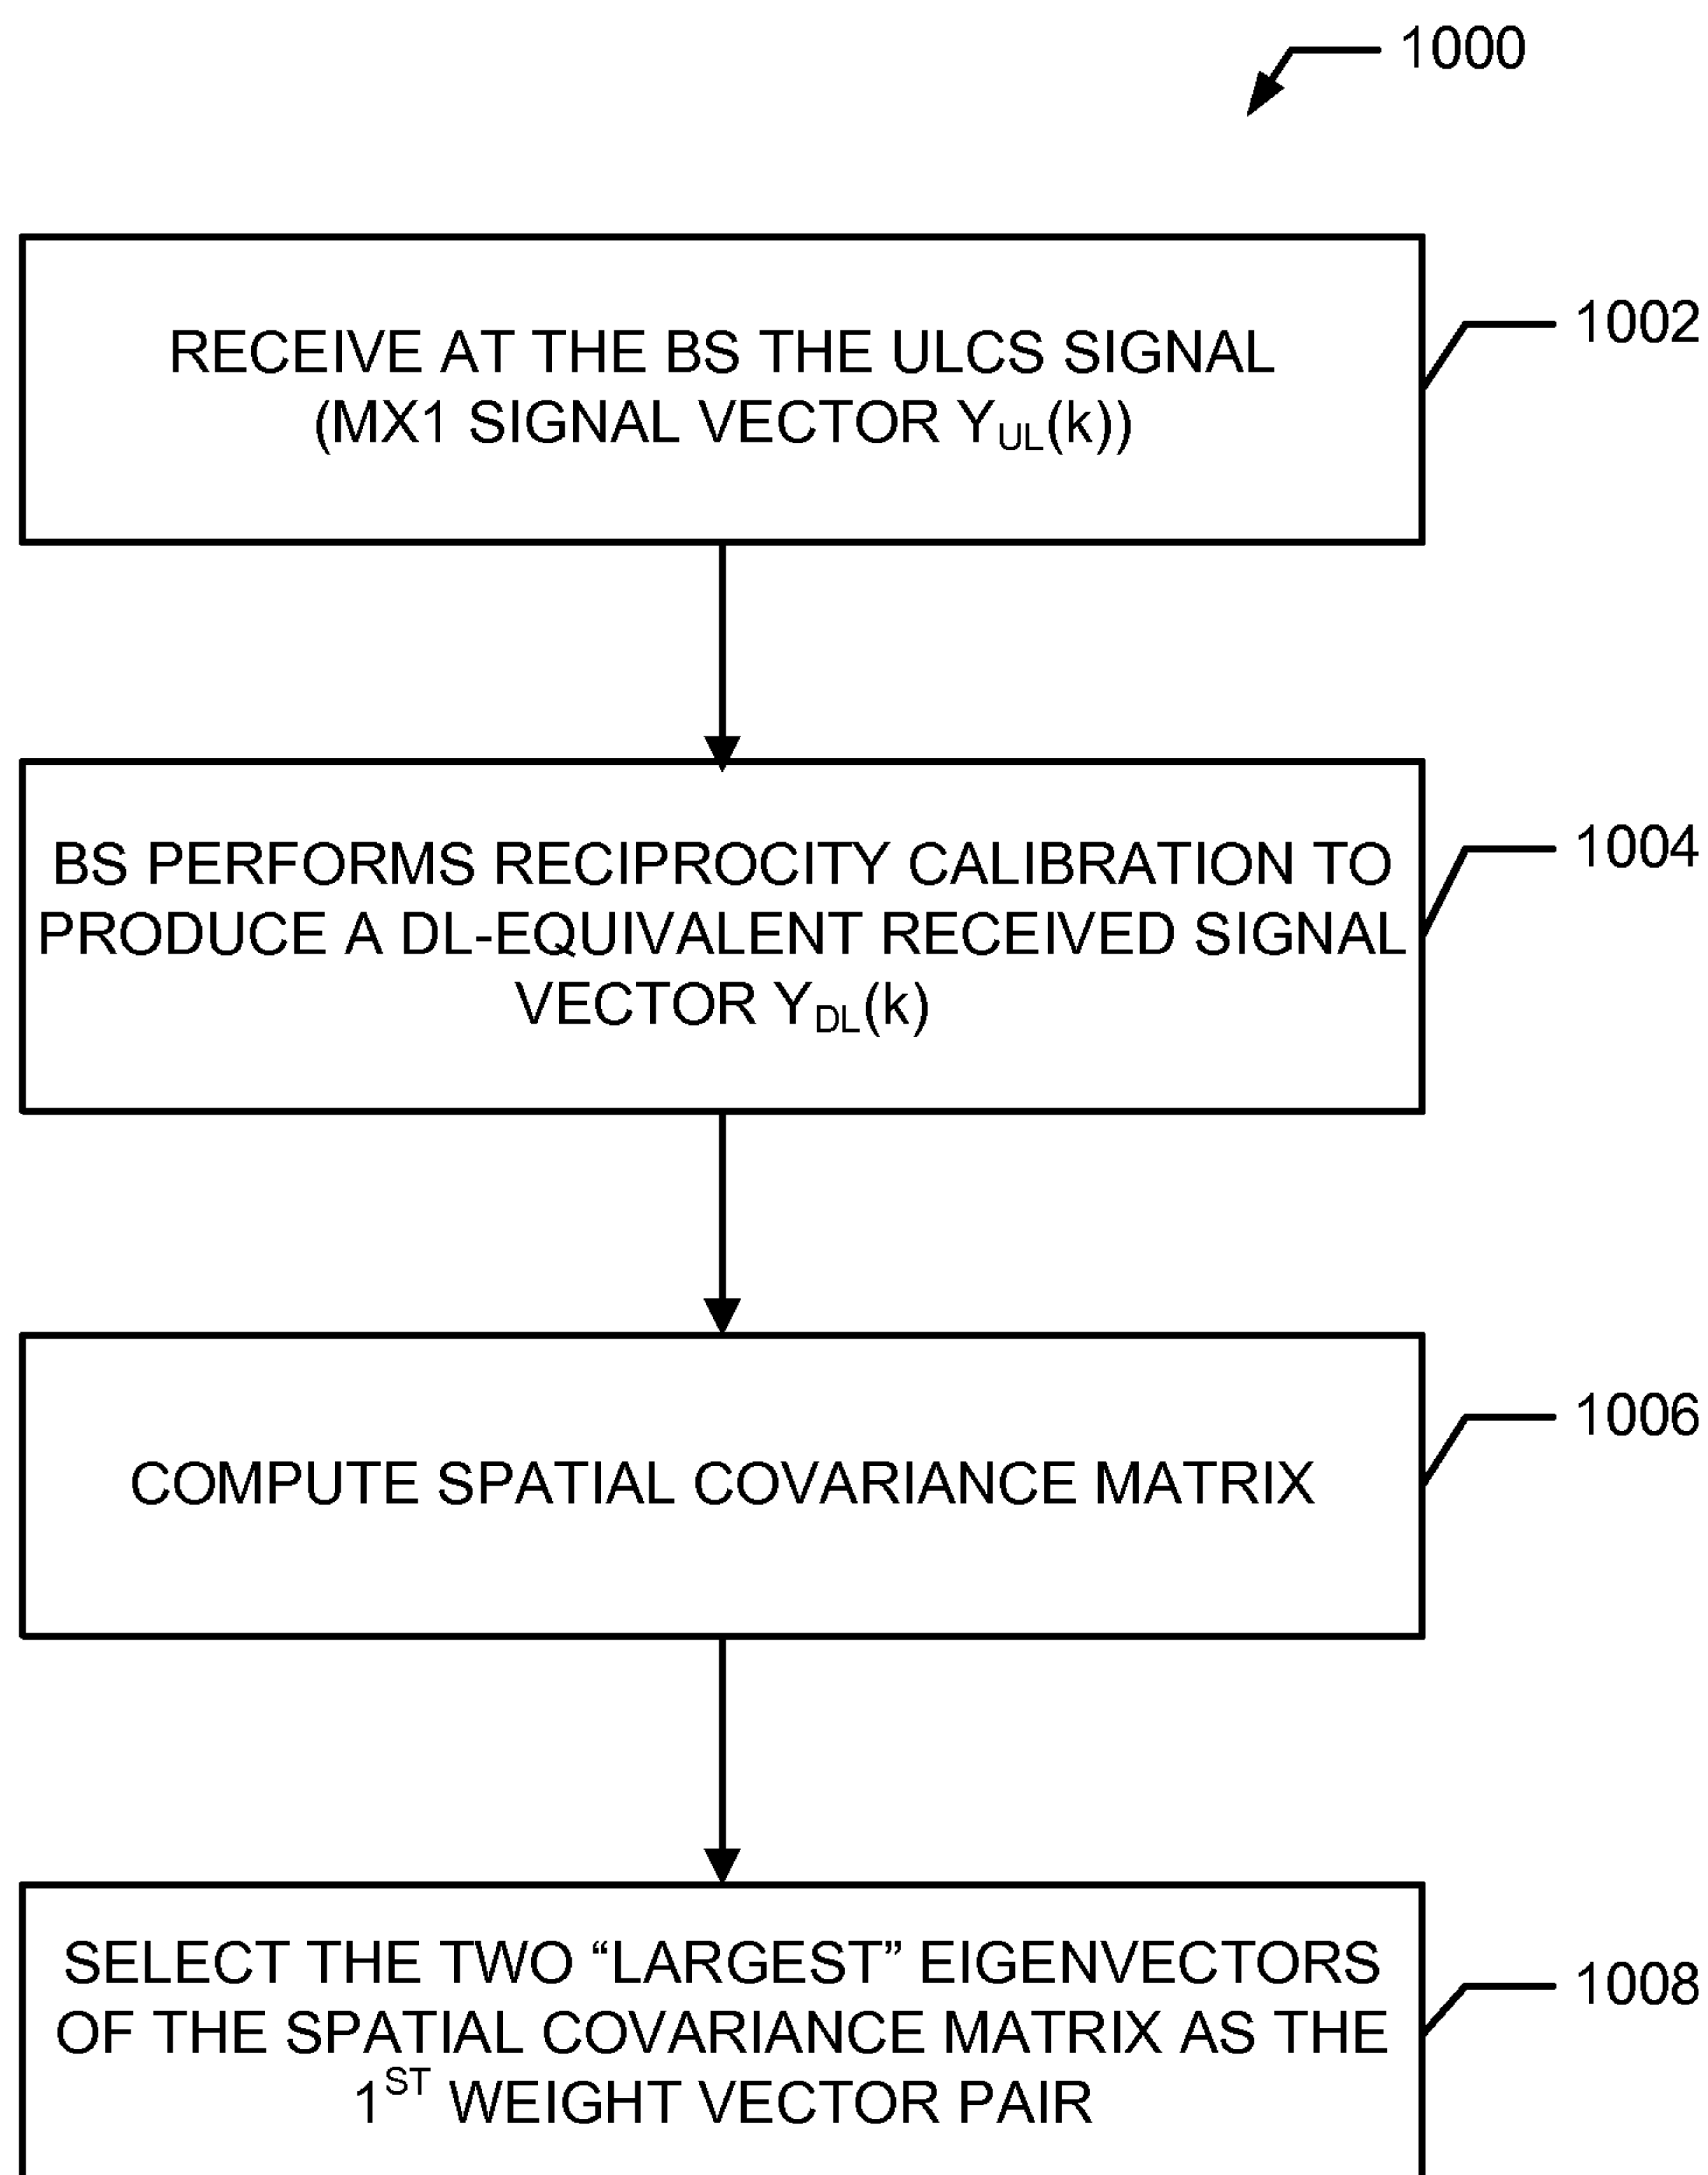 1000
RECEIVE AT THE BS THE ULCS SIGNAL
(MX1 SIGNAL VECTOR Y_UL(k))
1002
BS PERFORMS RECIPROCITY CALIBRATION TO
PRODUCE A DL-EQUIVALENT RECEIVED SIGNAL
VECTOR Y_DL(k)
1004
COMPUTE SPATIAL COVARIANCE MATRIX
1006
SELECT THE TWO “LARGEST” EIGENVECTORS
OF THE SPATIAL COVARIANCE MATRIX AS THE
1ST WEIGHT VECTOR PAIR
1008